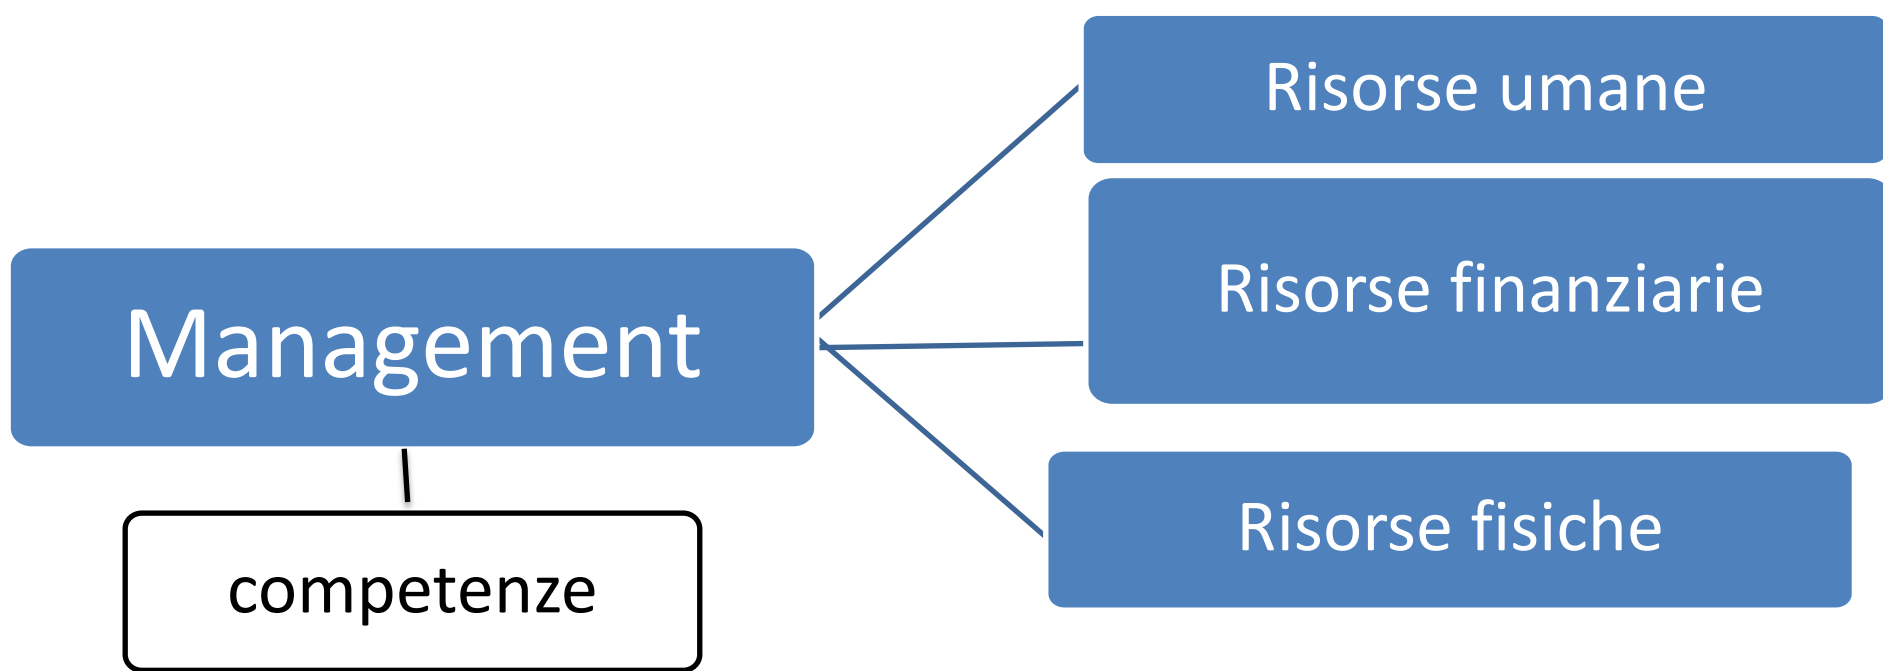 Risorse umane
Risorse finanziarie
Management
Risorse fisiche
competenze